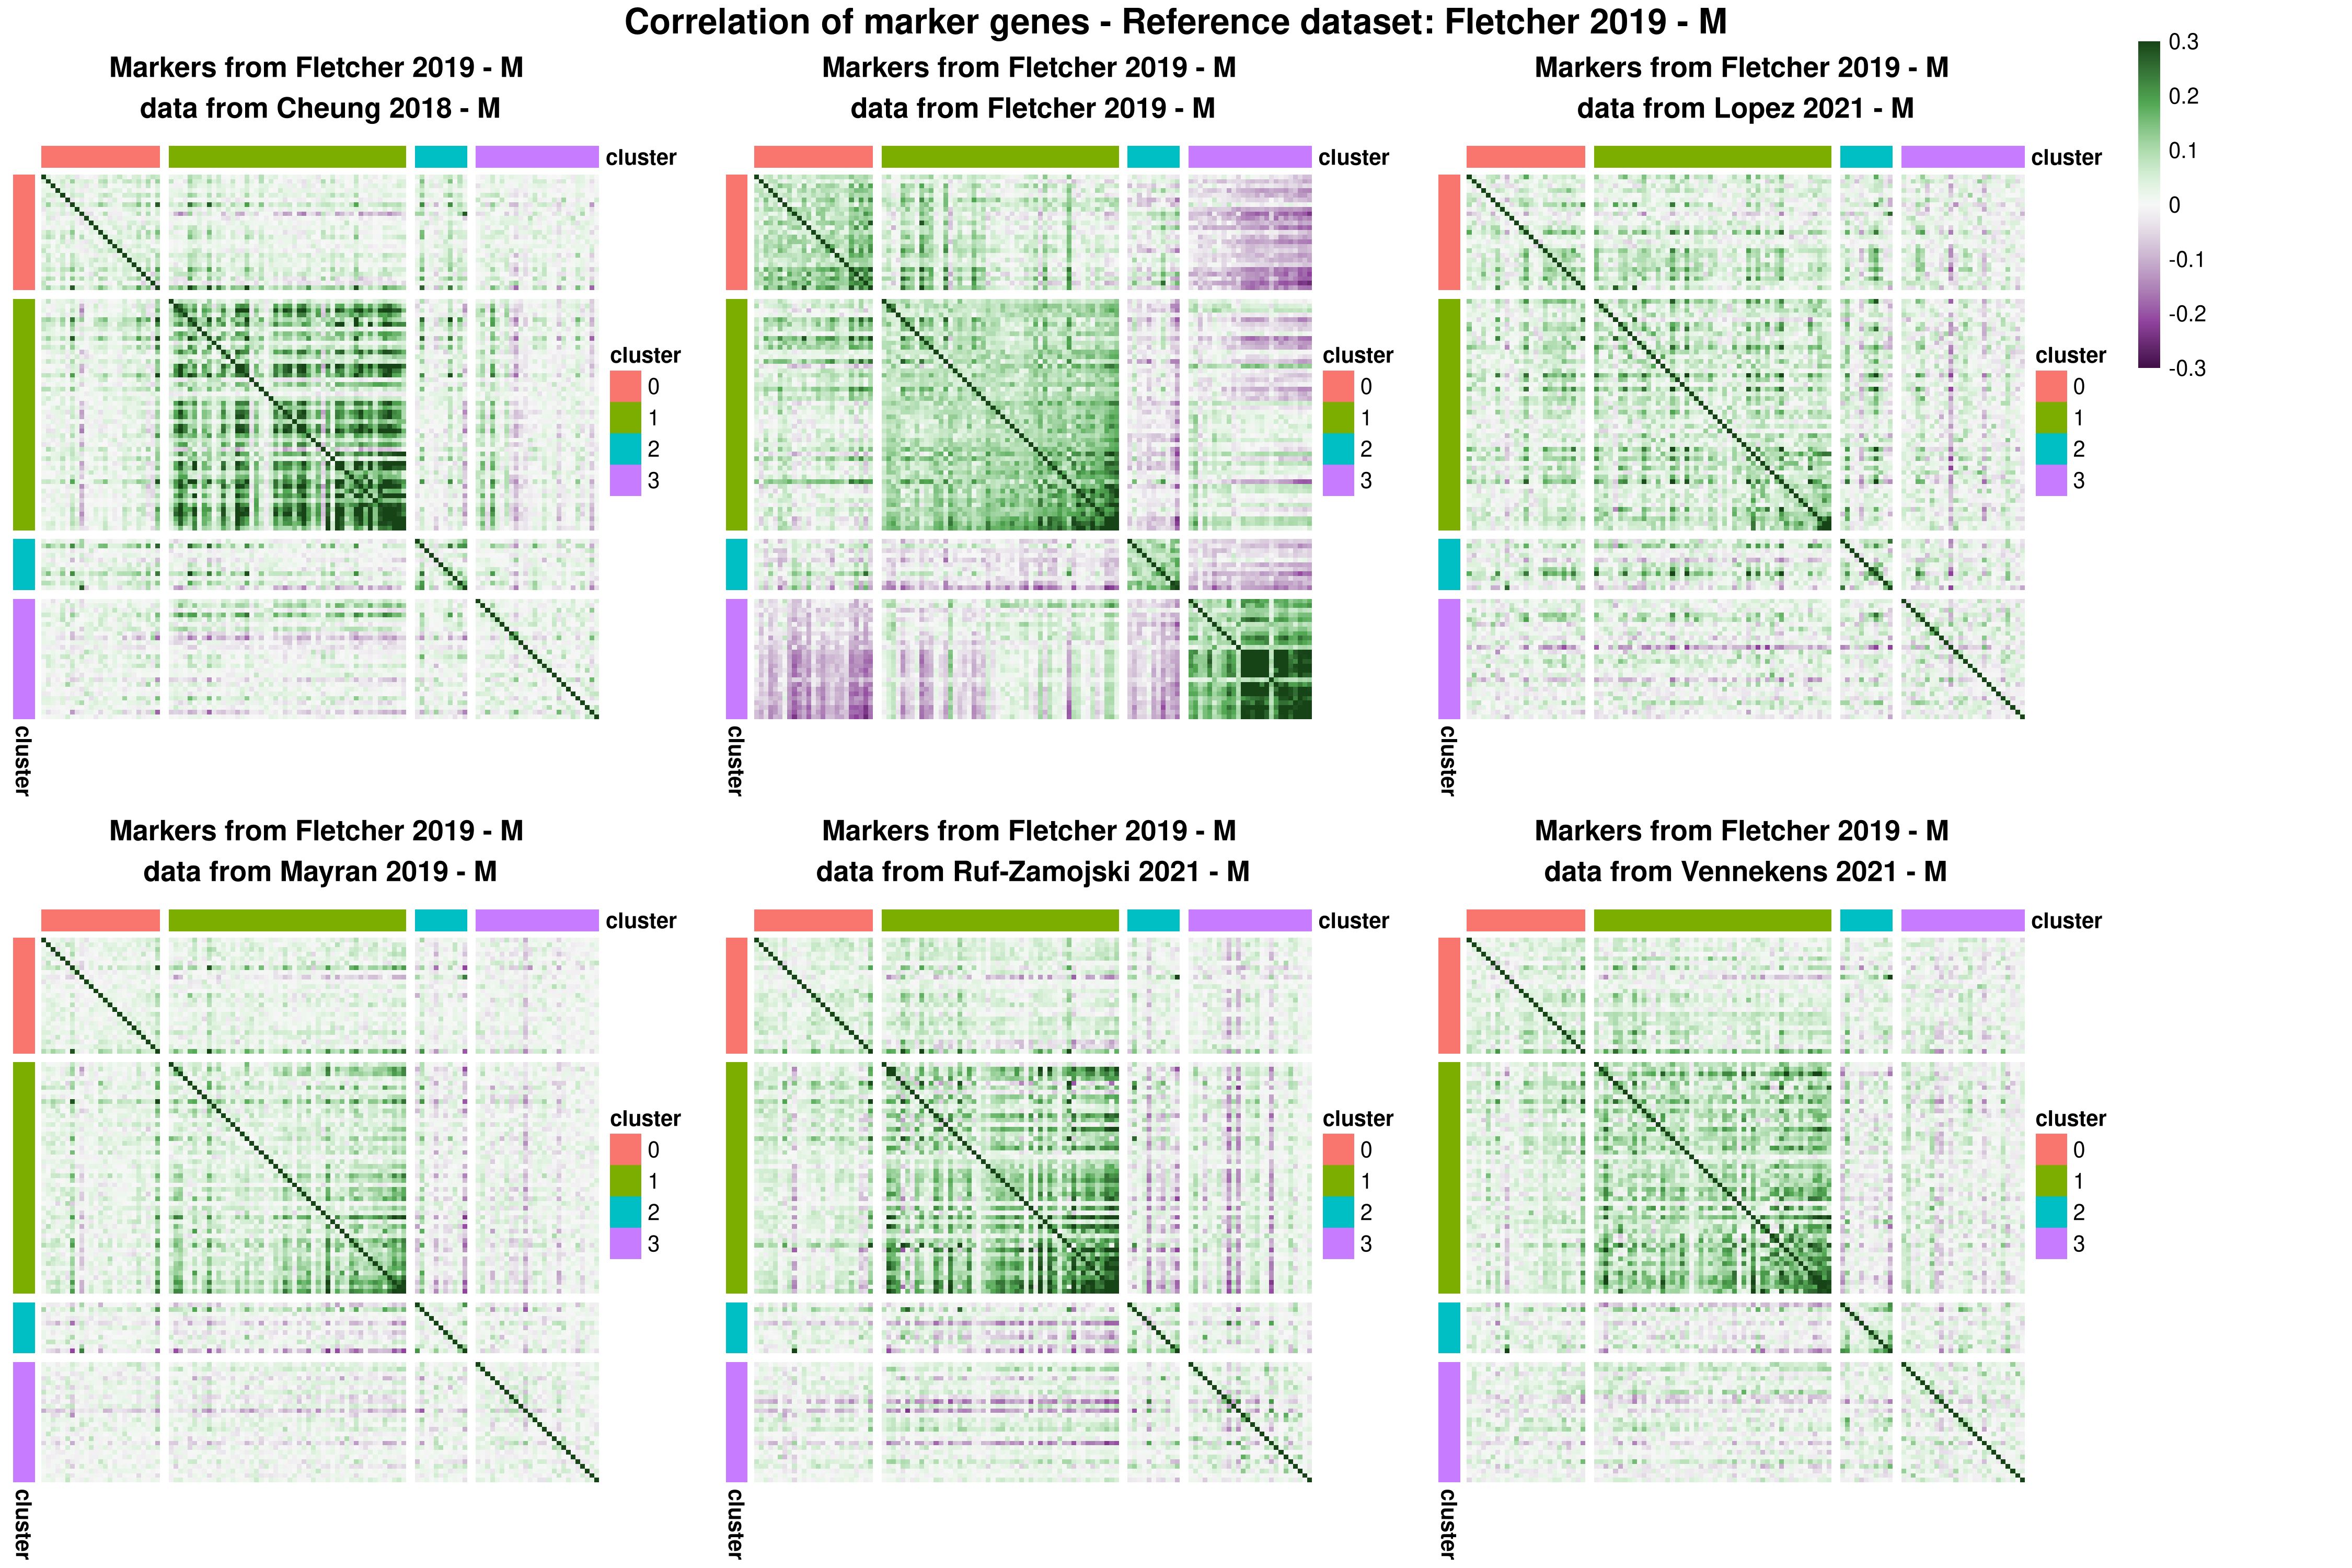 Correlation of marker genes - Reference dataset: Fletcher 2019 - M
Markers from Fletcher 2019 - M
data from Cheung 2018 - M
cluster
cluster
0
1
2
3
cluster
Markers from Fletcher 2019 - M
data from Fletcher 2019 - M
cluster
cluster
0
1
2
3
cluster
Markers from Fletcher 2019 - M
data from Lopez 2021 - M
cluster
cluster
0
1
2
3
cluster
0.3
0.2
0.1
0
-0.1
-0.2
-0.3
Markers from Fletcher 2019 - M
data from Mayran 2019 - M
cluster
cluster
0
1
2
3
cluster
Markers from Fletcher 2019 - M
data from Ruf-Zamojski 2021 - M
cluster
cluster
0
1
2
3
cluster
Markers from Fletcher 2019 - M
data from Vennekens 2021 - M
cluster
cluster
0
1
2
3
cluster